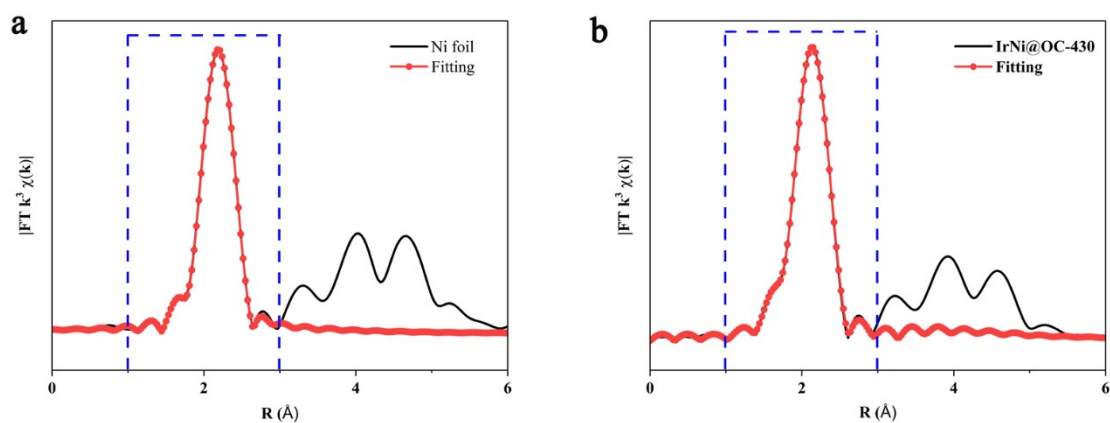 a
Ni foil
Fitting
|FT k³ χ(k)|
0 2 4 6
R (Å)
b
IrNi@OC-430
Fitting
|FT k³ χ(k)|
0 2 4 6
R (Å)